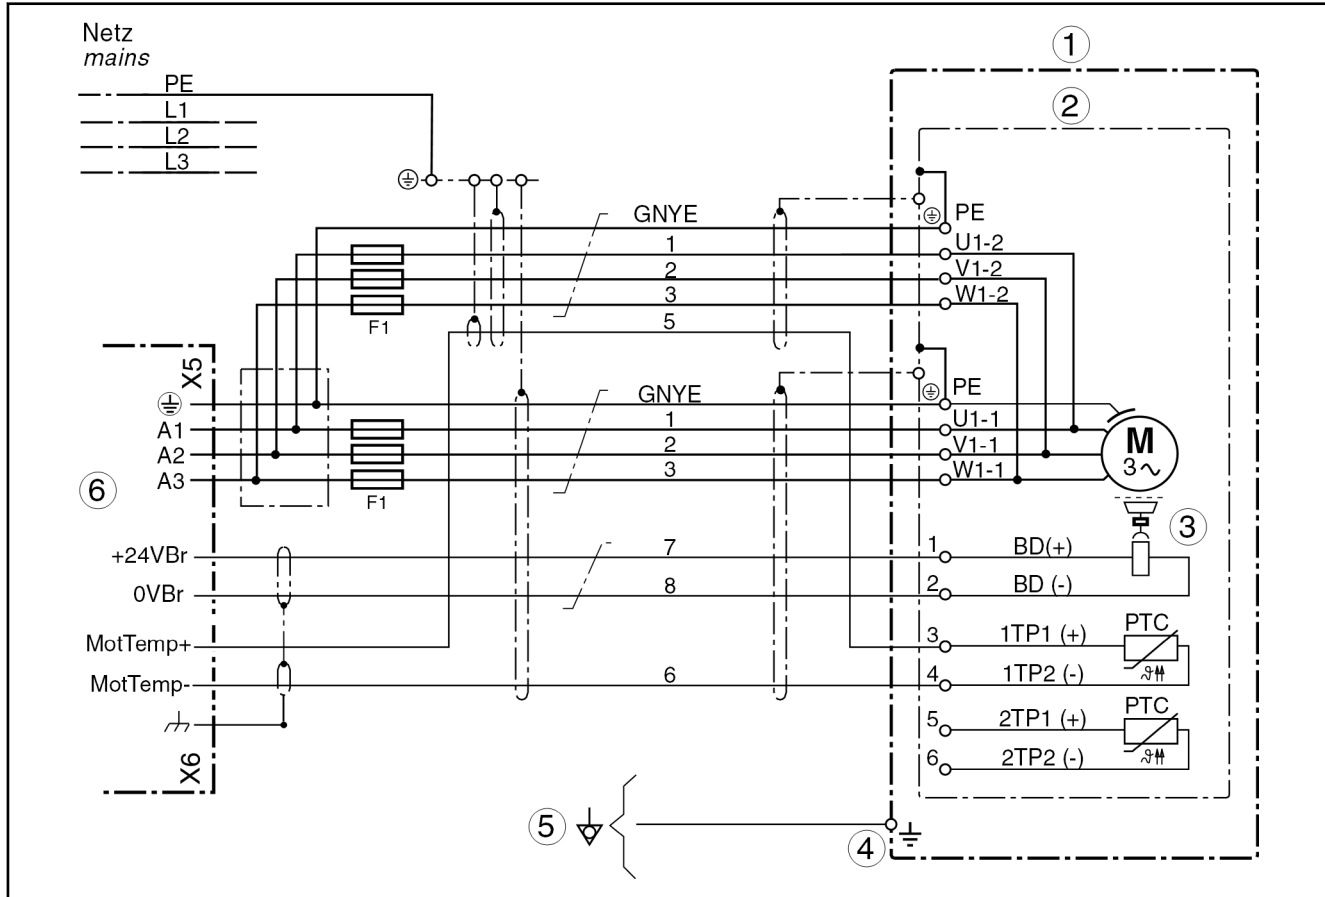 Netz
mains
PE
L1
L2
L3
1
2
GNYE
PE
1
U1-2
2
V1-2
3
W1-2
F1
5
X5
GNYE
PE
A1
1
U1-1
A2
2
V1-1
A3
3
W1-1
M
3~
F1
6
3
+24VBr
7
1
BD(+)
0VBr
8
2
BD (-)
MotTemp+
3
1TP1 (+)
PTC
MotTemp-
6
4
1TP2 (-)
ϑ
5
2TP1 (+)
PTC
X6
6
2TP2 (-)
ϑ
5
4